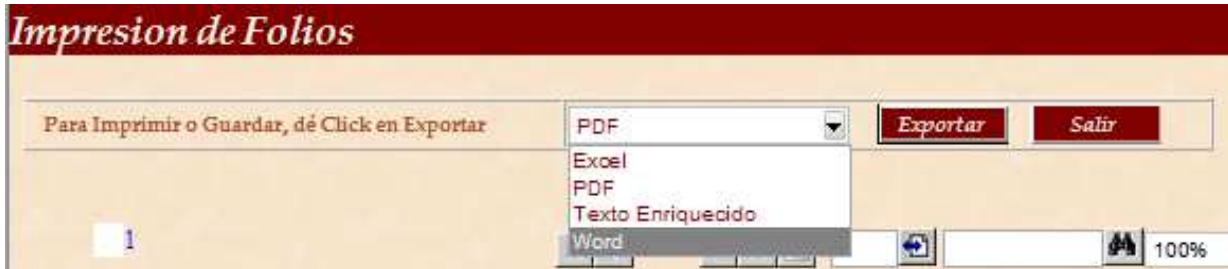 Impresion de Folios
Para Imprimir o Guardar, dé Click en Exportar PDF Exportar Salir
Excel
PDF
Texto Enriquecido
Word
1 100%